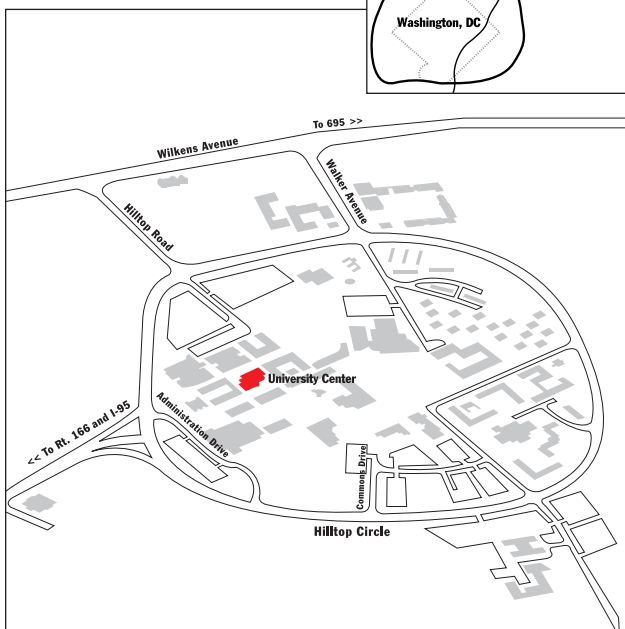 Washington, DC
To 695 >>
Wilkens Avenue
Walker Avenue
Hilltop Road
University Center
Administration Drive
<< To Rt. 166 and I-95
Commons Drive
Hilltop Circle